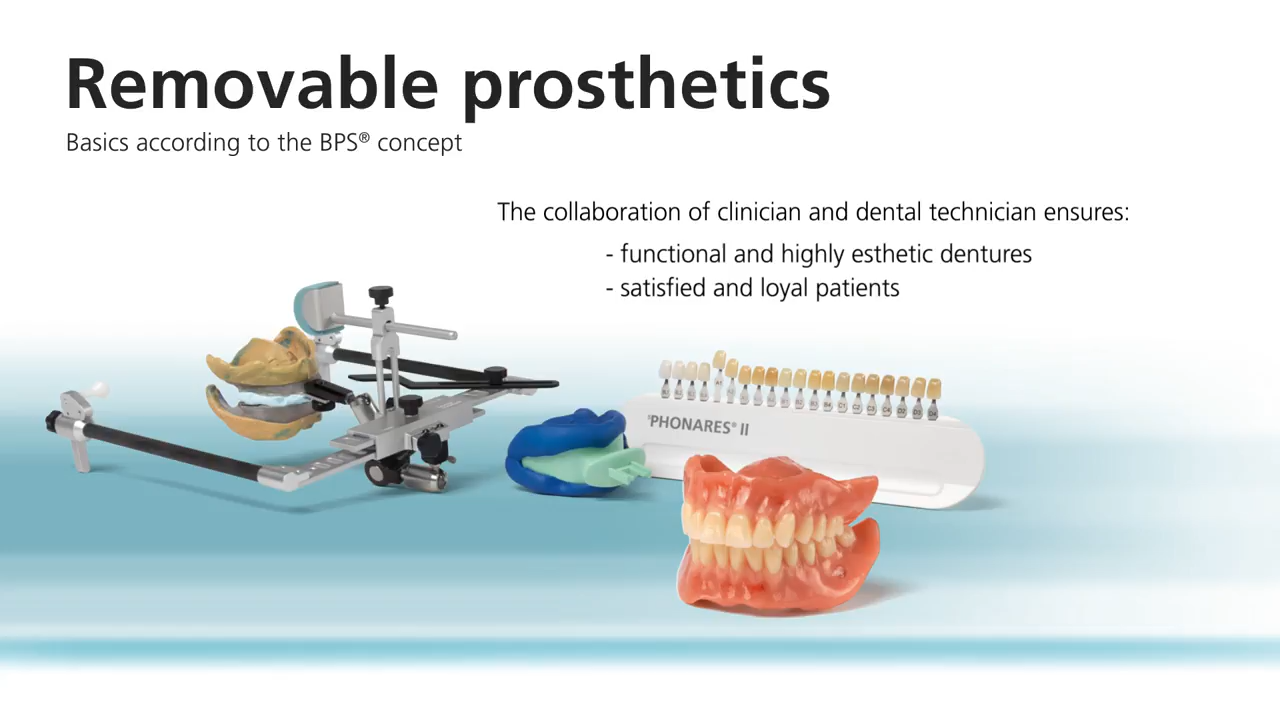 Removable prosthetics
Basics according to the BPS® concept
The collaboration of clinician and dental technician ensures:
- functional and highly esthetic dentures
- satisfied and loyal patients
PHONARES® II